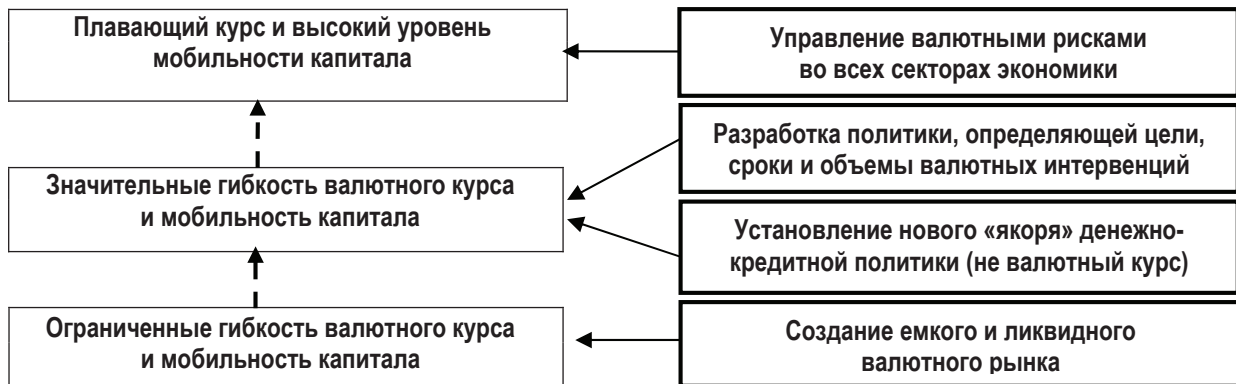 Плавающий курс и высокий уровень
мобильности капитала
Управление валютными рисками
во всех секторах экономики
Разработка политики, определяющей цели,
сроки и объемы валютных интервенций
Значительные гибкость валютного курса
и мобильность капитала
Установление нового «якоря» денежно-
кредитной политики (не валютный курс)
Ограниченные гибкость валютного курса
и мобильность капитала
Создание емкого и ликвидного
валютного рынка